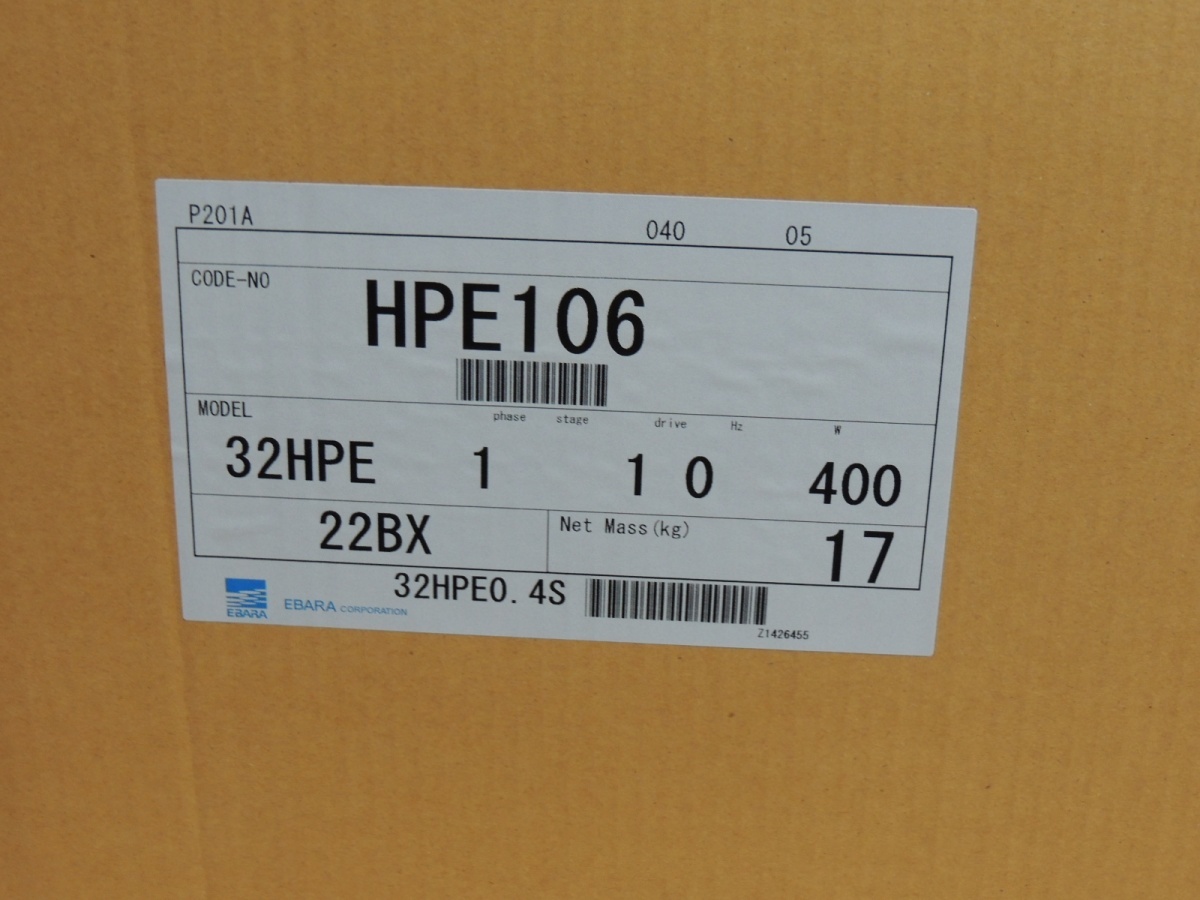 P201A 040 05
CODE-NO
HPE106
MODEL phase stage drive Hz W
32HPE 1 1 0 400
22BX Net Mass(kg) 17
32HPE0.4S
EBARA EBARA CORPORATION
Z1426455